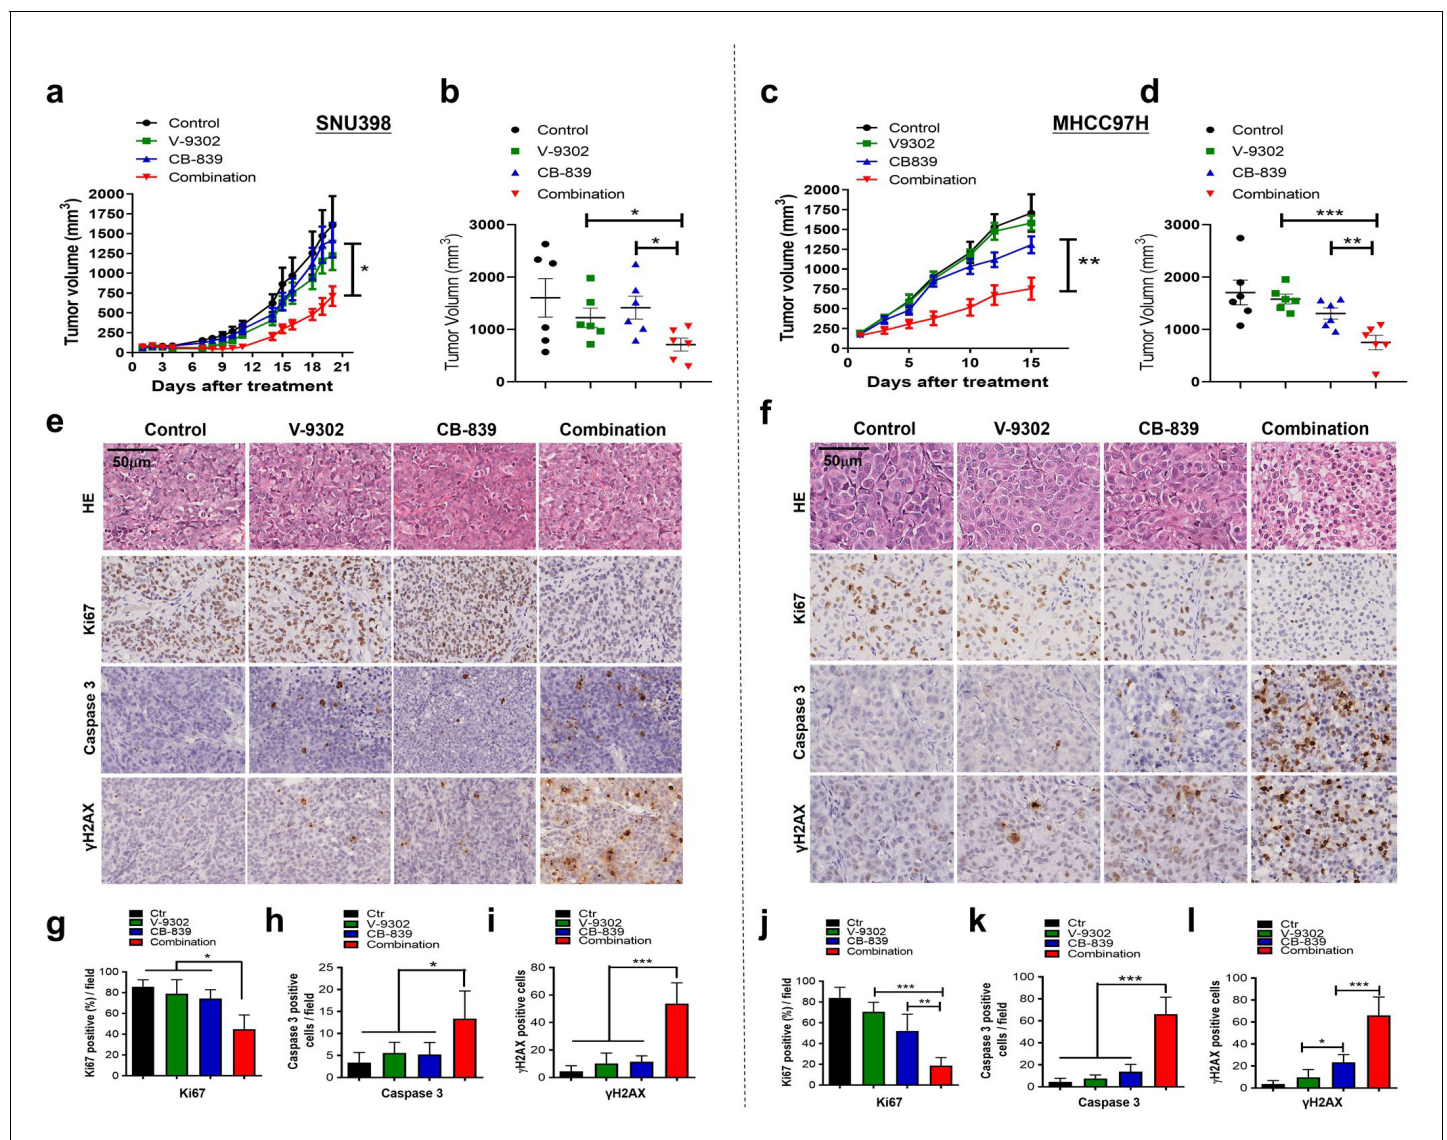 a
SNU398
Control
V-9302
CB-839
Combination
Tumor volume (mm3)
2000
1750
1500
1250
1000
750
500
250
0
0 3 6 9 12 15 18 21
Days after treatment
*
b
Control
V-9302
CB-839
Combination
Tumor Volumn (mm3)
3000
2000
1000
0
*
*
c
MHCC97H
Control
V9302
CB839
Combination
Tumor volume (mm3)
2000
1750
1500
1250
1000
750
500
250
0
0 5 10 15
Days after treatment
**
d
Control
V-9302
CB-839
Combination
Tumor Volumn (mm3)
3000
2000
1000
0
***
**
e
Control V-9302 CB-839 Combination
50μm
HE
Ki67
Caspase 3
γH2AX
f
Control V-9302 CB-839 Combination
50μm
HE
Ki67
Caspase 3
γH2AX
g
Ctr
V-9302
CB-839
Combination
Ki67 positive (%) / field
100
80
60
40
20
0
*
Ki67
h
Ctr
V-9302
CB-839
Combination
Caspase 3 positive
cells / field
25
20
15
10
5
0
*
Caspase 3
i
Ctr
V-9302
CB-839
Combination
γH2AX positive cells
80
60
40
20
0
***
γH2AX
j
Ctr
V-9302
CB-839
Combination
Ki67 positive (%) / field
100
80
60
40
20
0
***
**
Ki67
k
Ctr
V-9302
CB-839
Combination
Caspase 3 positive
cells / field
100
80
60
40
20
0
***
Caspase 3
l
Ctr
V-9302
CB-839
Combination
γH2AX positive cells
100
80
60
40
20
0
*
***
γH2AX